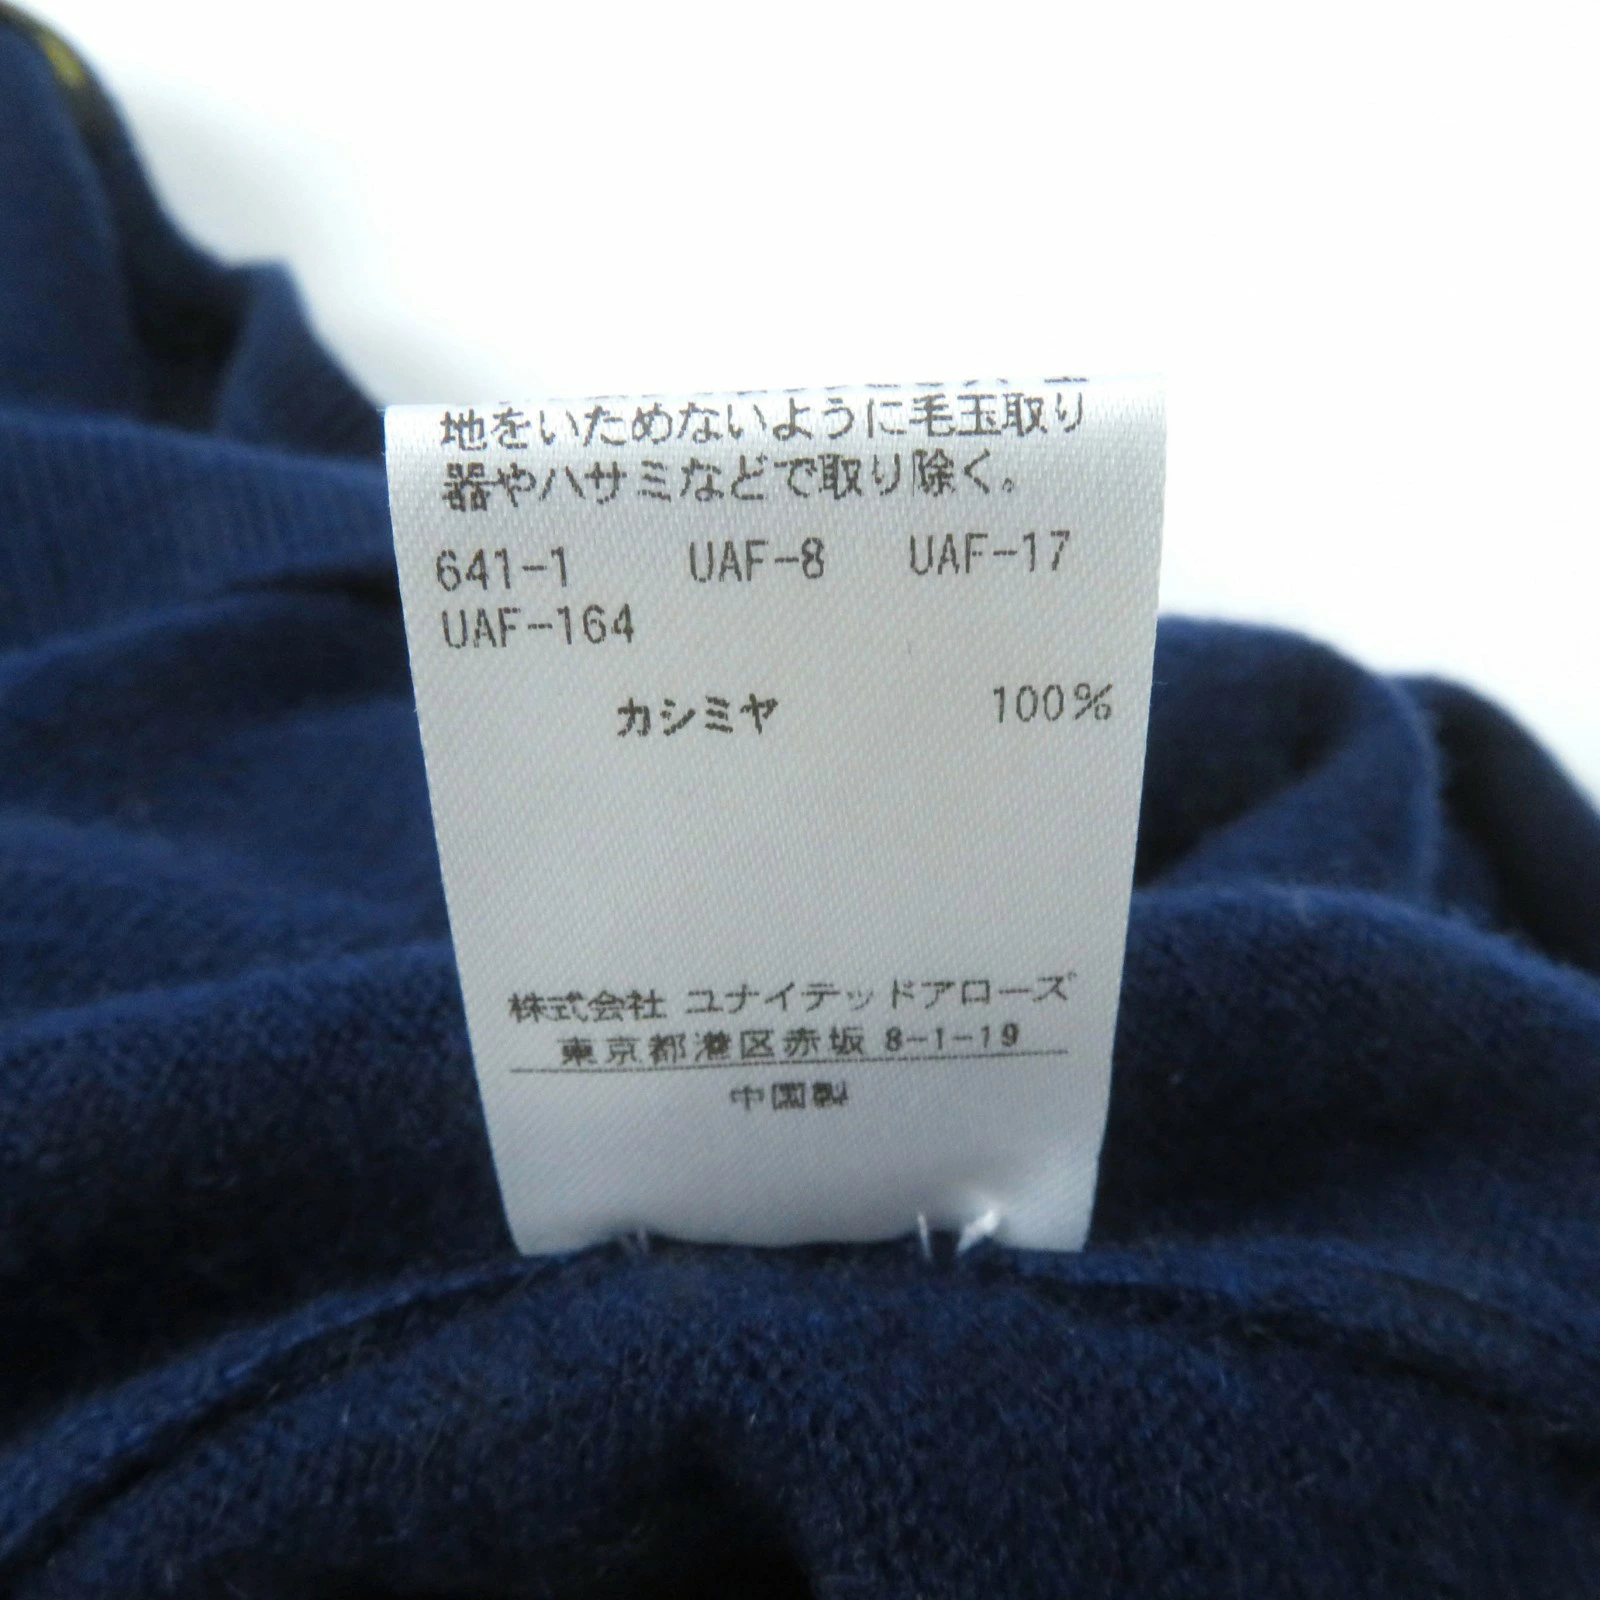 地をいためないように毛玉取り
器やハサミなどで取り除く。
641-1 UAF-8 UAF-17
UAF-164
カシミヤ 100%
株式会社 ユナイテッドアローズ
東京都港区赤坂 8-1-19
中国製